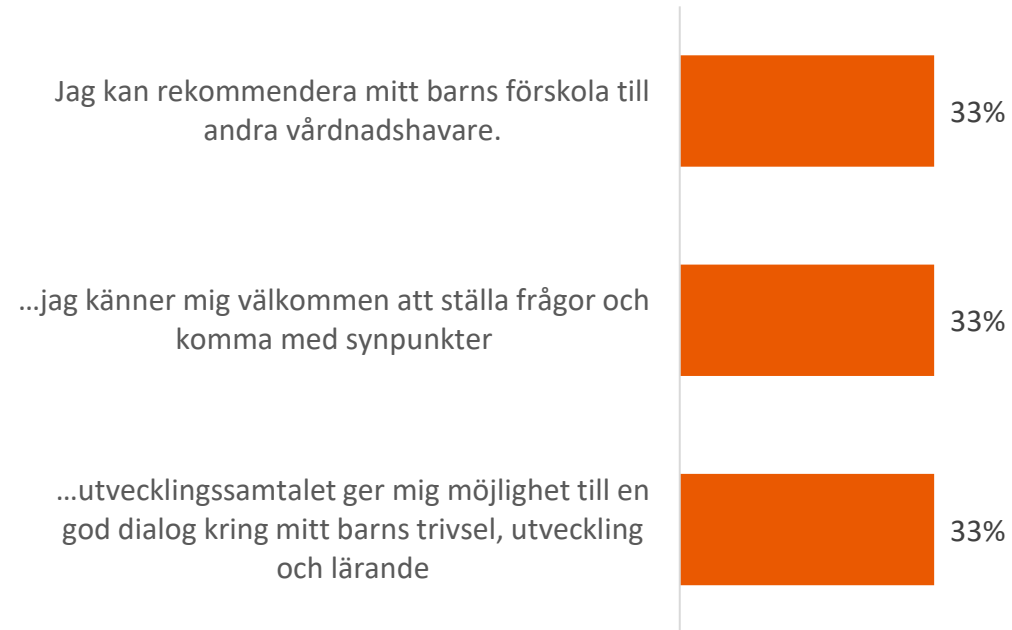 Jag kan rekommendera mitt barns förskola till
andra vårdnadshavare.
33%
...jag känner mig välkommen att ställa frågor och
komma med synpunkter
33%
...utvecklingssamtalet ger mig möjlighet till en
god dialog kring mitt barns trivsel, utveckling
och lärande
33%